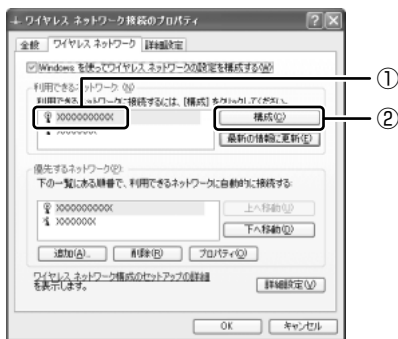 ワイヤレス ネットワーク接続のプロパティ
全般 ワイヤレス ネットワーク 詳細設定
Windows を使ってワイヤレス ネットワークの設定を構成する(W)
利用できる ットワーク(N)
利用できる ットワークに接続するには、[構成] をクリックしてください。
XXXXXXXXXX 構成(C)
最新の情報に更新(E)
①
②
優先するネットワーク(P):
下の一覧にある順番で、利用できるネットワークに自動的に接続する:
XXXXXXXXXX 上へ移動(U)
XXXXXXX 下へ移動(D)
追加(A)... 削除(R) プロパティ(O)
ワイヤレス ネットワーク構成のセットアップの詳細
を表示します。
詳細設定(V)
OK キャンセル